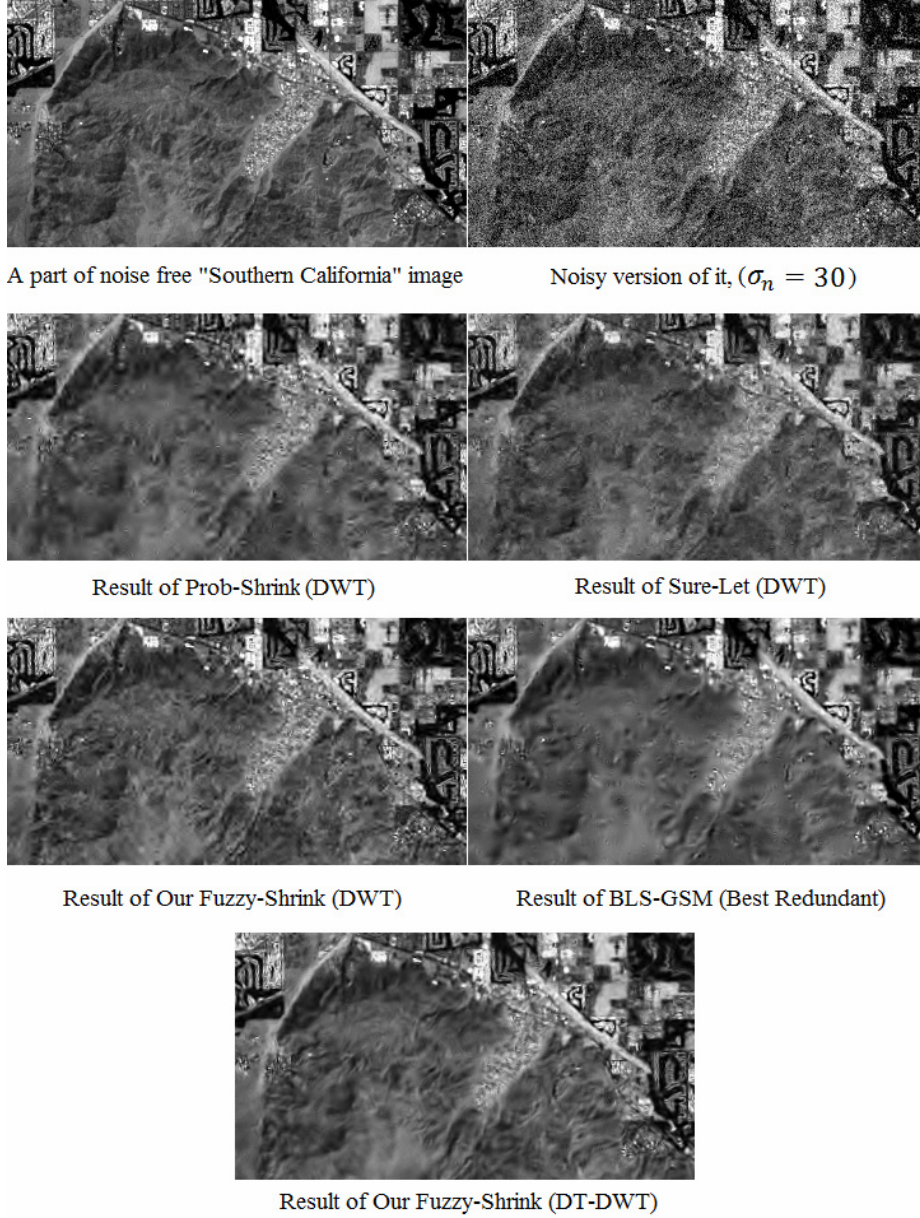 A part of noise free "Southern California" image
Noisy version of it, (σₙ = 30)
Result of Prob-Shrink (DWT)
Result of Sure-Let (DWT)
Result of Our Fuzzy-Shrink (DWT)
Result of BLS-GSM (Best Redundant)
Result of Our Fuzzy-Shrink (DT-DWT)